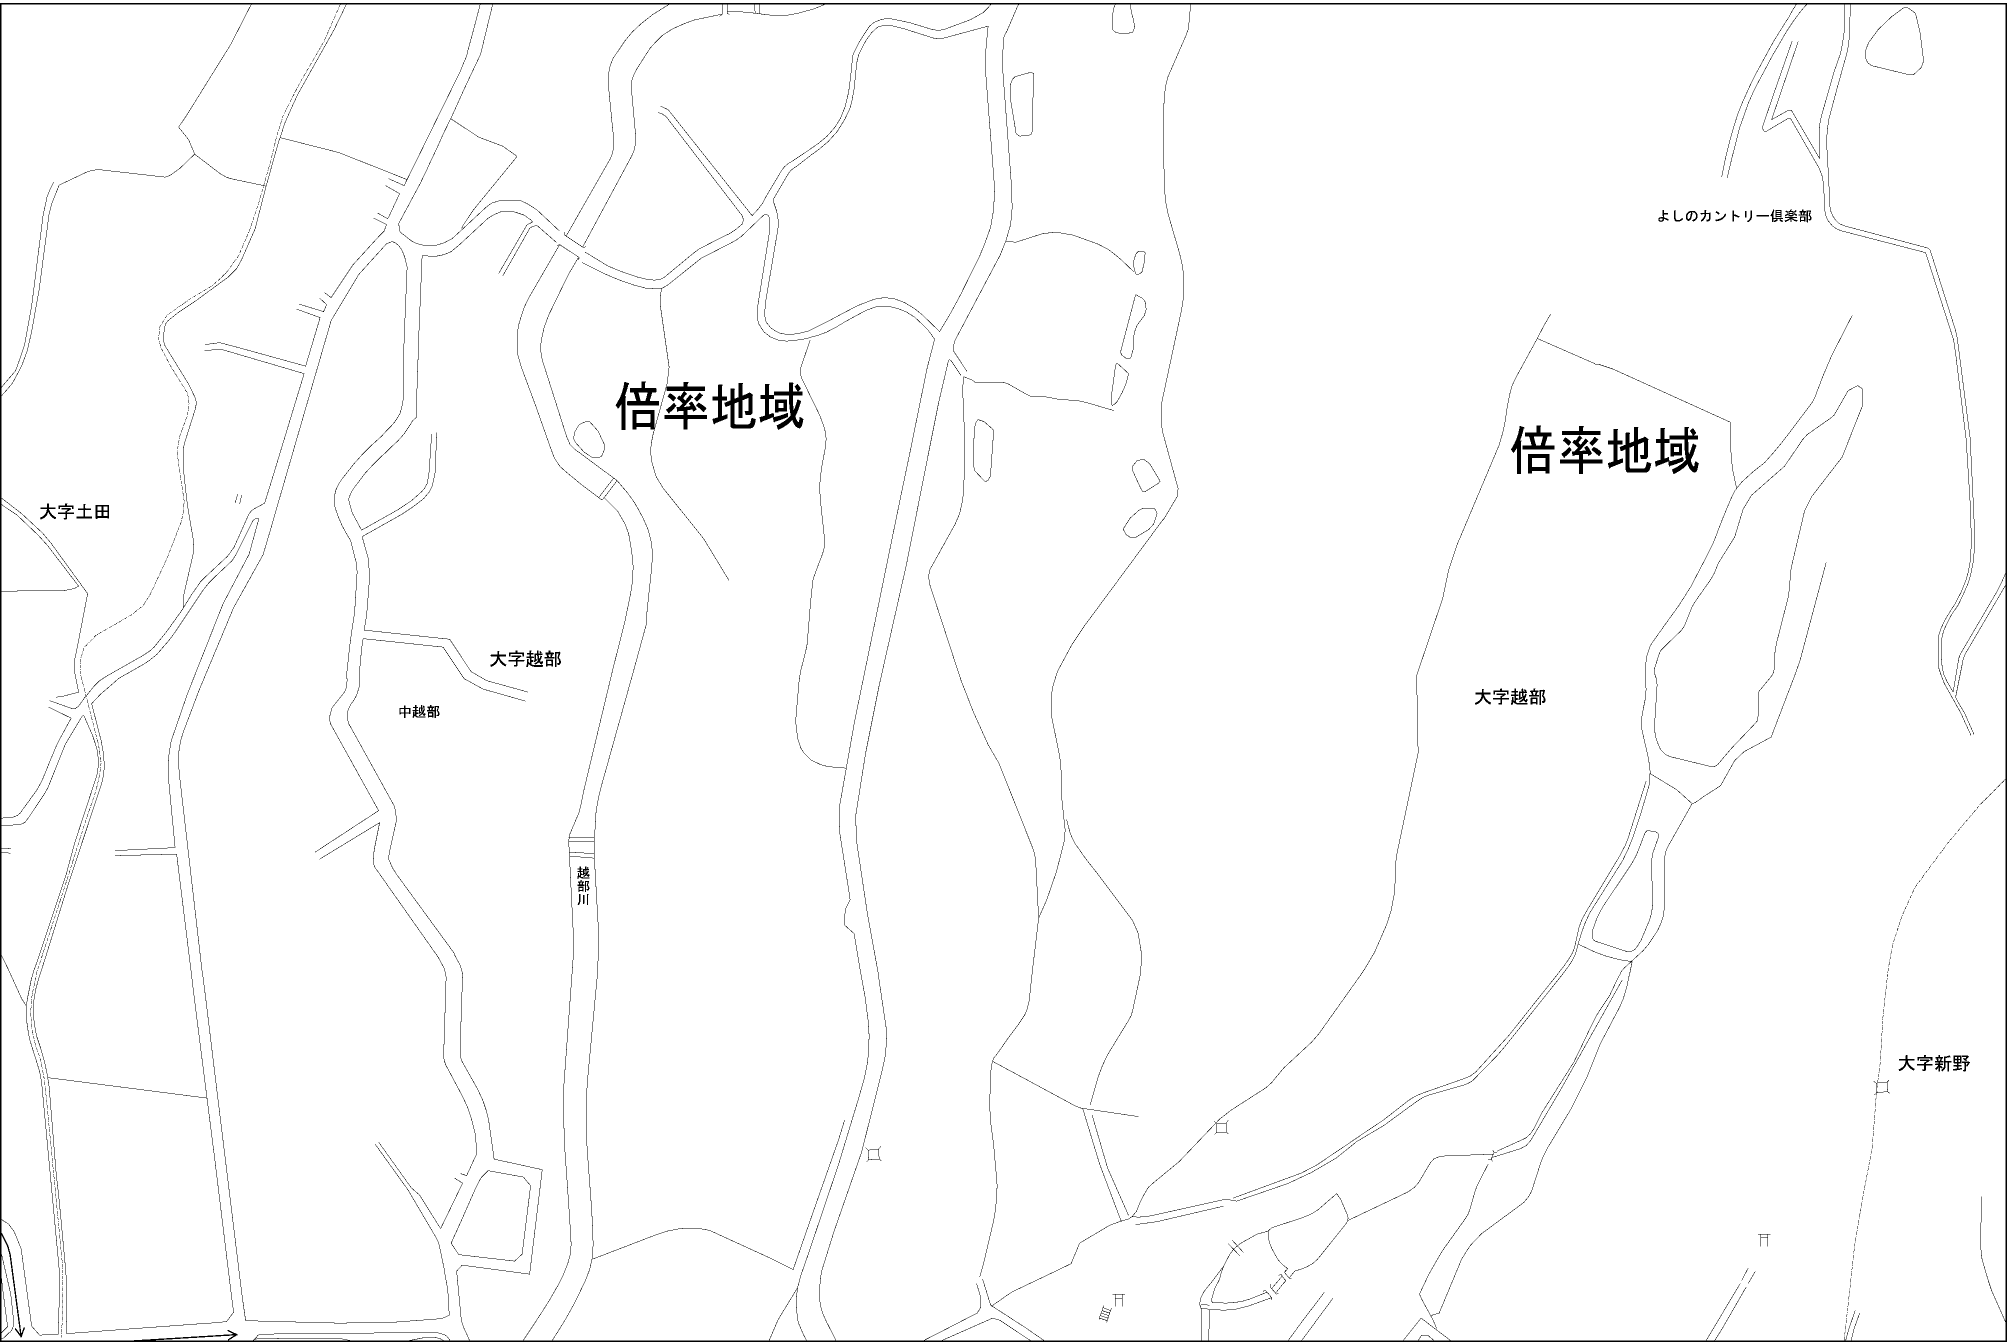 よしのカントリー倶楽部
倍率地域
倍率地域
大字土田
大字越部
中越部
大字越部
越部川
大字新野